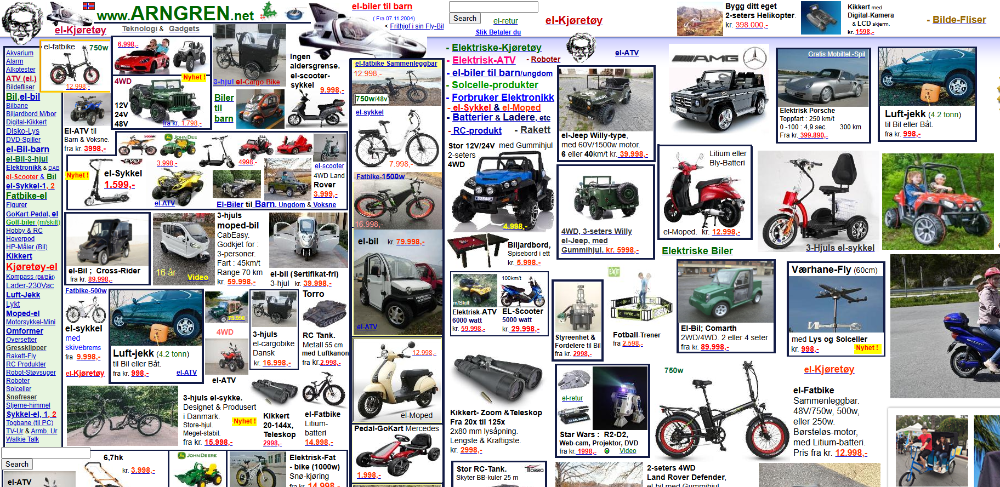 www.ARNGREN.net
el-Kjøretøy
Teknologi & Gadgets
el-biler til barn
( Fra 07.11.2004)
< Frithjof i sin Fly-Bil
Search
el-retur
Slik Betaler du
el-Kjøretøy
Bygg ditt eget
2-seters Helikopter.
kr. 398.000,-
Kikkert med
Digital-Kamera
& LCD skjerm.
kr. 1598,-
- Bilde-Fliser
Akvarium
Alarm
Alkotester
ATV (el.)
Bildefliser
Bil,el-bil
Bilbane
Biljardbord M/bor
Digital-Kikkert
Disko-Lys
DVD-Spiller
el-Bil-barn
el-Bil-3-hjul
Elektronikk & DAB
el-Scooter & Bil
el-Sykkel-1, 2
Fatbike-el
Figurer
GoKart-Pedal, el
Golf-biler (m/skilt)
Hobby & RC
Hoverpod
HP-Måler (Bil)
Kikkert
Kjøretøy-el
Kompass (Bil/Båt)
Lader-230Vac
Luft-Jekk
Lykt
Moped-el
Motorsykkel-Mini
Omformer
Oversetter
Gressklipper
Rakett-Fly
RC Produkter
Robot-Støvsuger
Roboter
Solceller
Snøfreser
Stjerne-himmel
Sykkel-el, 1, 2
Togbane (til PC)
TV-Ur & Armb. Ur
Walkie Talk
Search
el-ATV
el-fatbike
750w
12.998,-
6.998,-
Nyhet !
4WD
12V
24V
48V
fra kr. 1.798,-
3-hjul el-Cargo-Bike
Biler
til
barn
Ingen
aldersgrense.
el-scooter-
sykkel
9.998,-
El-ATV til
Barn & Voksne.
fra kr. 3998,-
1000w
JOHN DEE
3.998,-
4998,-
el-scooter
Nyhet !
EVO
el-Sykkel
1.599,-
el-ATV
4WD Land
Rover
3.999,-
El-Biler til Barn, Ungdom & Voksne
el-Bil ; Cross-Rider
fra kr. 89.998,-
16 år
Video
3-hjuls
moped-bil
CabEasy.
Godkjet for :
3-personer.
Fart : 45km/t
Range 70 km
kr. 59.998,-
el-bil (Sertifikat-fri)
3-hjul kr. 39.998,-
Fatbike-500w
el-sykkel
med
skivebrems
fra 9.998,-
el-Kjøretøy
Luft-jekk (4.2 tonn)
til Bil eller Båt.
fra kr. 998,-
el-ATV
79.998
4WD
el-ATV
3-hjuls
el-cargobike
Dansk
kr. 16.998,-
Torro
RC Tank.
Metall 55 cm
med Luftkanon
fra kr.2.998,-
3-hjuls el-sykke.
Designet & Produsert
i Danmark.
Store-hjul.
Meget-stabil.
fra kr. 15.998,-
Nyhet !
Kikkert
20-144x,
Teleskop
2998,-
el-Fatbike
Litium-
batteri
14.998,-
6,7hk
kr. 3.998,-
JOHN DEERE
Elektrisk-Fat
- bike (1000w)
Snø-kjøring
fra kr. 14.998,-
el-fatbike Sammenleggbar
12.998,-
750w/48v
el-sykkel
7.998,-
Fatbike-1500w
16.998,-
el-bil kr. 79.998,-
el-ATV
12.998,-
el-Moped
Pedal-GoKart Mercedes
1.998,-
- Elektriske-Kjøretøy
- Elektrisk-ATV
- Roboter
- el-biler til barn/ungdom
- Solcelle-produkter
- Forbruker Elektronikk
- el-Sykkel & el-Moped
- Batterier & Ladere, etc
- RC-produkt
- Rakett
Stor 12V/24V med Gummihjul
2-seters
4WD
4.998,-
Biljardbord,
Spisebord i ett
kr. 5.998,-
m/Skilt
Elektrisk-ATV
6000 watt
kr. 59.998,-
100km/t
EL-Scooter
5000 watt
kr. 29.998,-
Kikkert- Zoom &Teleskop
Fra 20x til 125x
2x80 mm lysåpning.
Lengste & Kraftigste.
kr. 2998,-
Stor RC-Tank.
Skyter BB-kuler 25 m
TORRO
el-ATV
el-Jeep Willy-type,
med 60V/1500w motor.
6 eller 40km/t kr. 39.998,-
4WD, 3-seters Willy
el-Jeep, med
Gummihjul. kr. 5998,-
Styreenhet &
Fordelere til Bil
fra kr. 2998,-
EXIT
Fotball-Trener
fra 2.598,-
el-retur
STAR WARS
Star Wars : R2-D2,
Web-cam, Projektor, DVD
fra kr. 1998,-
Video
AMG
Litium eller
Bly-Batteri
el-Moped. kr. 12.998,-
Elektriske Biler
El-Bil; Comarth
2WD/4WD. 2 eller 4 seter
fra kr. 89.998,-
750w
2-seters 4WD
Land Rover Defender,
el-bil med Gummihjul
Gratis Mobiltel.-Spil
Elektrisk Porsche
Toppfart : 250 km/t
0 -100 : 4,9 sec. 300 km
Fra kr. 399.890,-
Luft-jekk (4.2 tonn)
til Bil eller Båt.
fra kr. 998,-
3-Hjuls el-sykkel
Værhane-Fly (60cm)
med Lys og Solceller
kr. 998,-
Nyhet !
el-Kjøretøy
el-Fatbike
Sammenleggbar.
48V/750w, 500w,
eller 250w.
Børsteløs-motor,
med Litium-batteri.
Pris fra kr. 12.998,-